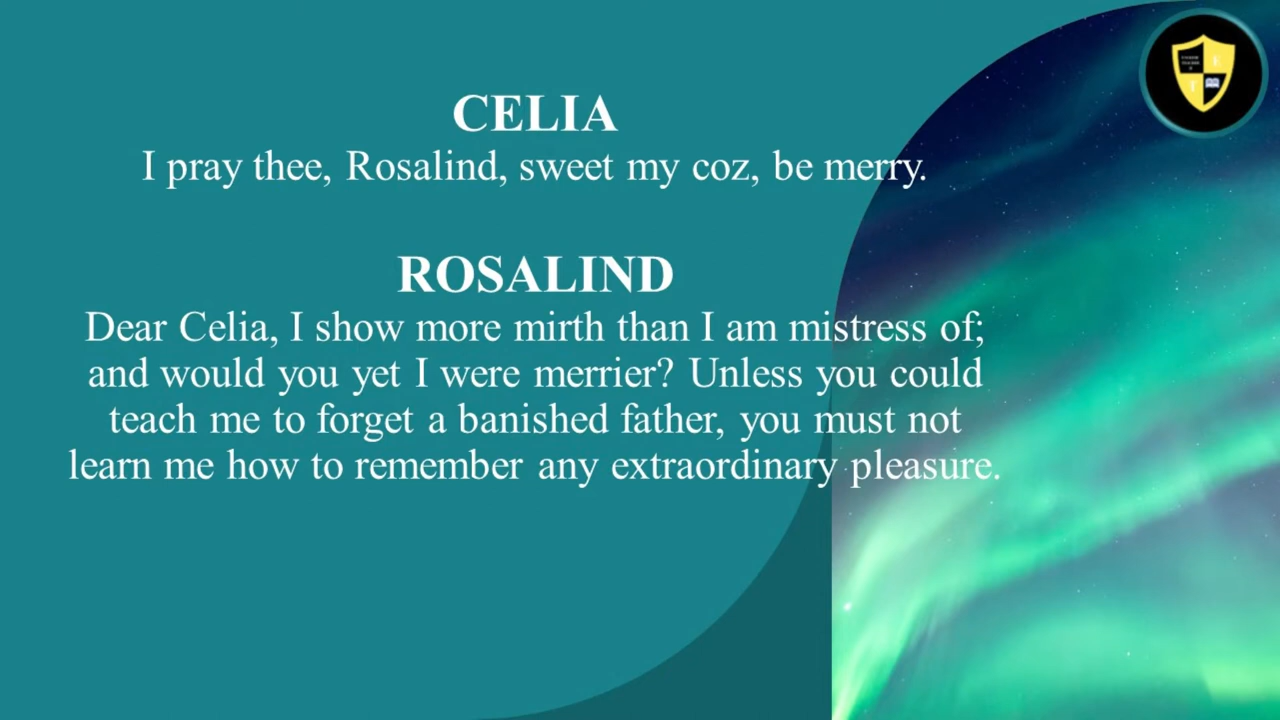 CELIA
I pray thee, Rosalind, sweet my coz, be merry.
ROSALIND
Dear Celia, I show more mirth than I am mistress of;
and would you yet I were merrier? Unless you could
teach me to forget a banished father, you must not
learn me how to remember any extraordinary pleasure.
E
T